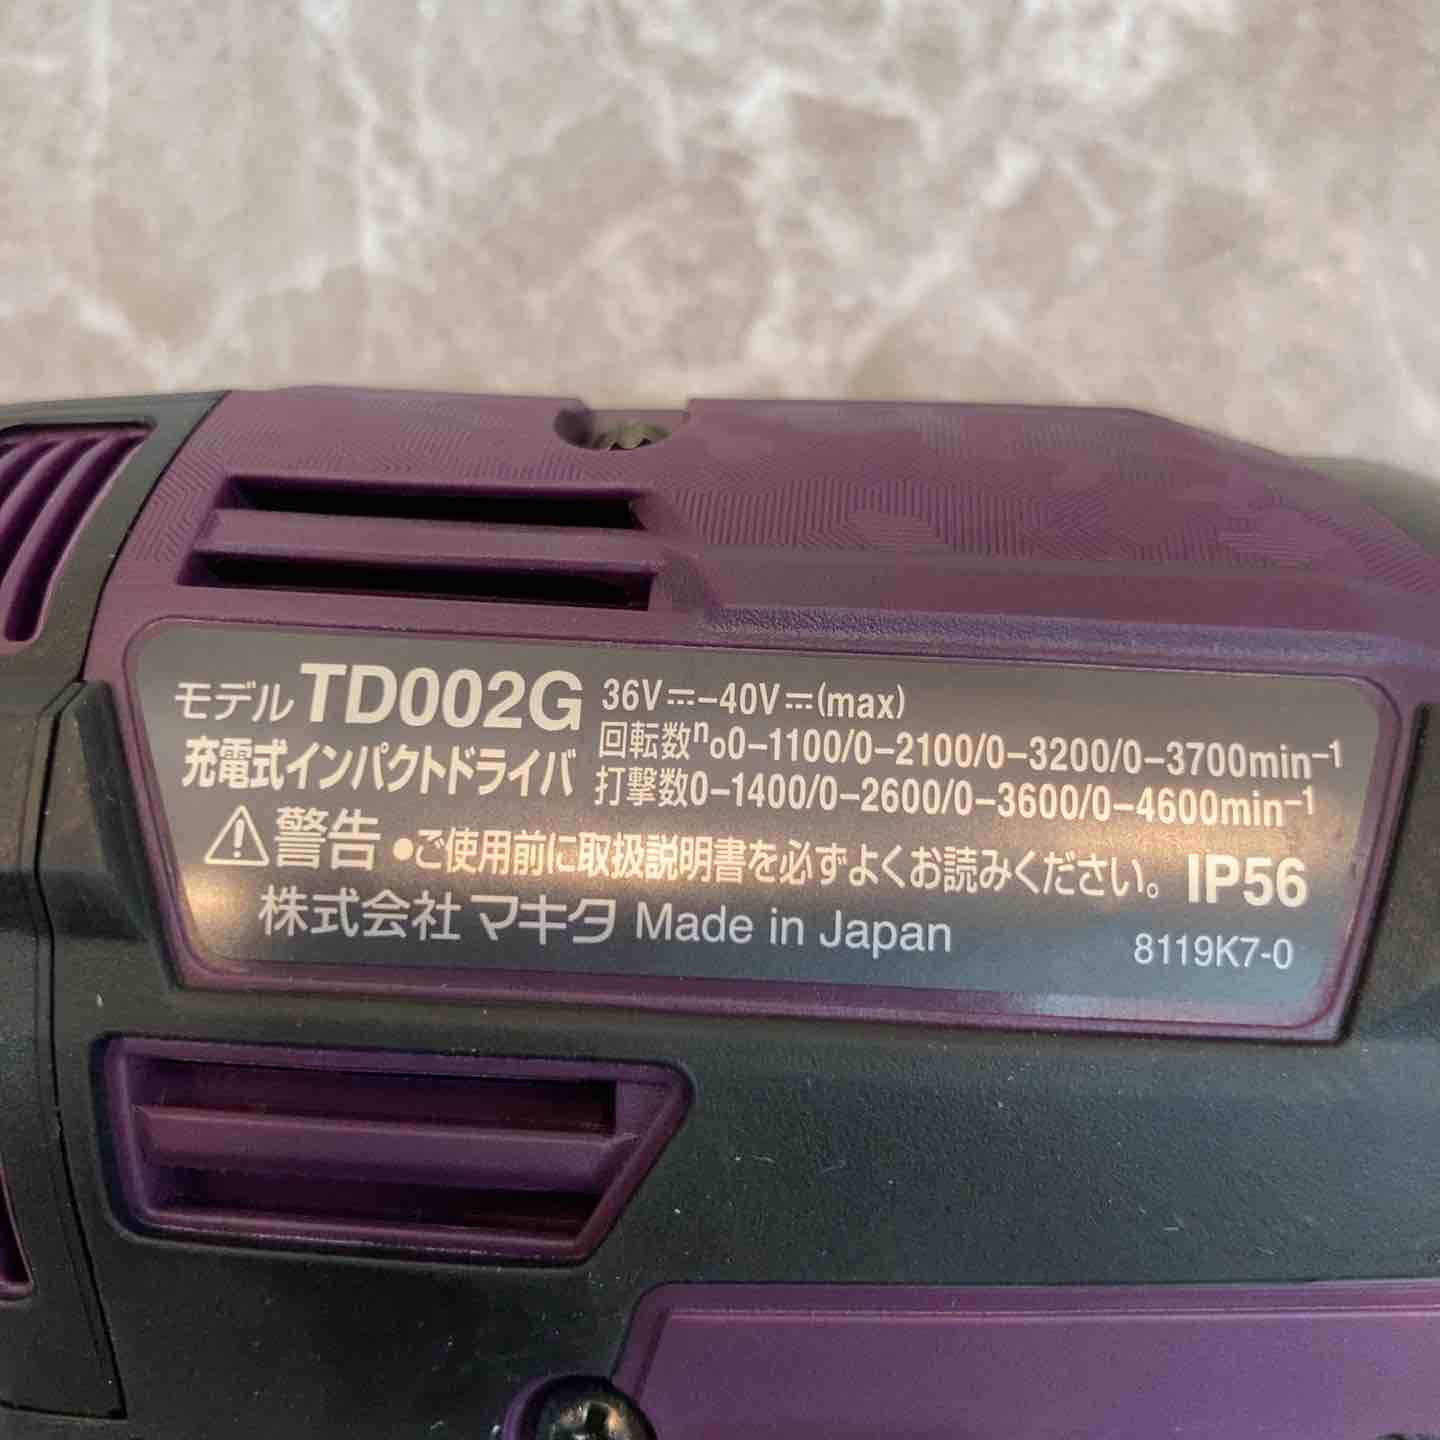 モデル TD002G 36V⎓–40V⎓(max)
充電式インパクトドライバ 回転数n₀0–1100/0–2100/0–3200/0–3700min⁻¹
打撃数0–1400/0–2600/0–3600/0–4600min⁻¹
⚠警告 ●ご使用前に取扱説明書を必ずよくお読みください。 IP56
株式会社 マキタ Made in Japan 8119K7-0